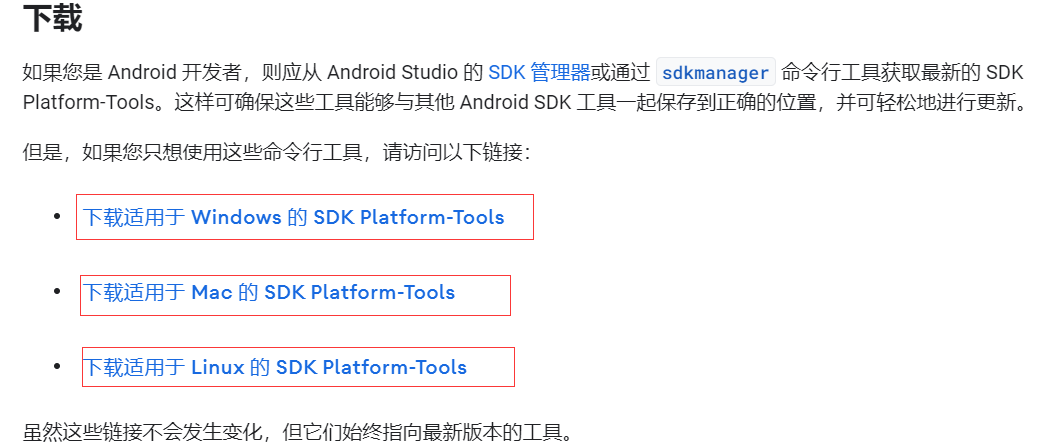 下载
如果您是 Android 开发者，则应从 Android Studio 的 SDK 管理器或通过 sdkmanager 命令行工具获取最新的 SDK
Platform-Tools。这样可确保这些工具能够与其他 Android SDK 工具一起保存到正确的位置，并可轻松地进行更新。
但是，如果您只想使用这些命令行工具，请访问以下链接：
• 下载适用于 Windows 的 SDK Platform-Tools
• 下载适用于 Mac 的 SDK Platform-Tools
• 下载适用于 Linux 的 SDK Platform-Tools
虽然这些链接不会发生变化，但它们始终指向最新版本的工具。